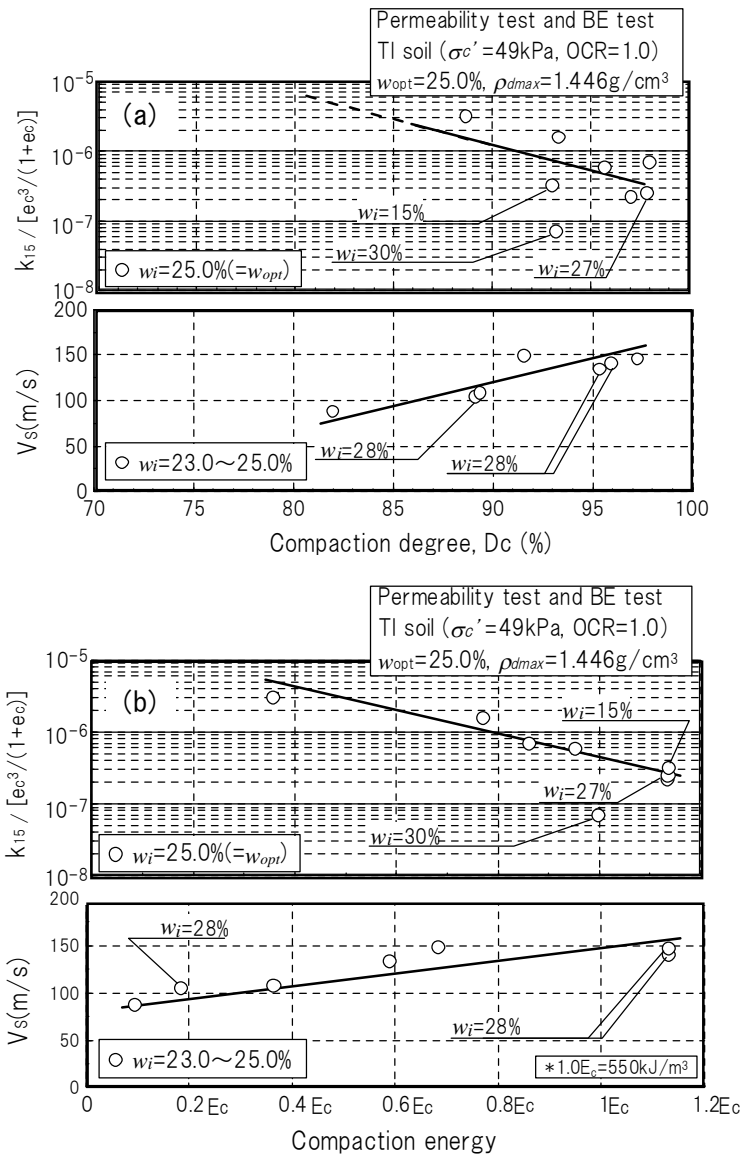 Permeability test and BE test
TI soil (σc’=49kPa, OCR=1.0)
wopt=25.0%, ρdmax=1.446g/cm³
(a)
10⁻⁵
10⁻⁶
10⁻⁷
10⁻⁸
k₁₅ / [ec³/(1+ec)]
wi=15%
wi=30%
wi=27%
○ wi=25.0%(=wopt)
200
150
100
50
0
Vs(m/s)
wi=28%
wi=28%
○ wi=23.0～25.0%
70 75 80 85 90 95 100
Compaction degree, Dc (%)
Permeability test and BE test
TI soil (σc’=49kPa, OCR=1.0)
wopt=25.0%, ρdmax=1.446g/cm³
(b)
10⁻⁵
10⁻⁶
10⁻⁷
10⁻⁸
k₁₅ / [ec³/(1+ec)]
wi=15%
wi=27%
wi=30%
○ wi=25.0%(=wopt)
200
150
100
50
0
Vs(m/s)
wi=28%
wi=28%
○ wi=23.0～25.0%
*1.0Ec=550kJ/m³
0 0.2Ec 0.4Ec 0.6Ec 0.8Ec 1Ec 1.2Ec
Compaction energy